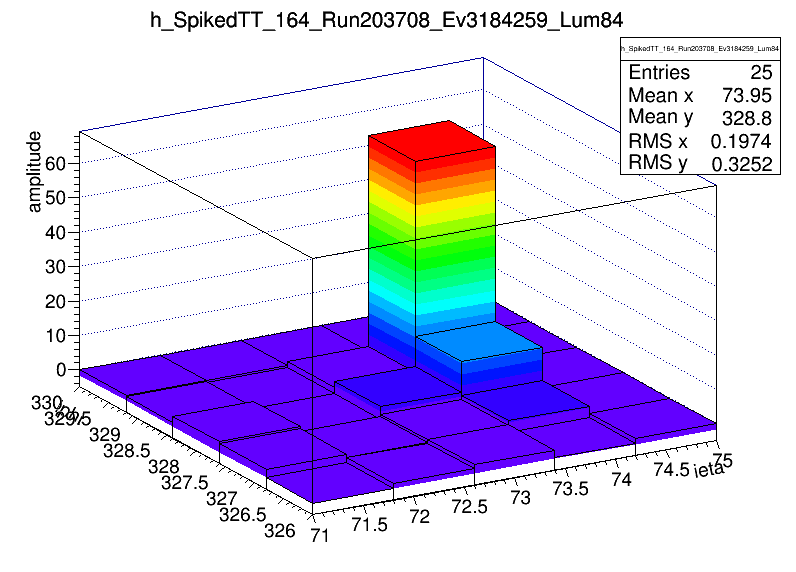 h_SpikedTT_164_Run203708_Ev3184259_Lum84
h_SpikedTT_164_Run203708_Ev3184259_Lum84
Entries 25
Mean x 73.95
Mean y 328.8
RMS x 0.1974
RMS y 0.3252
amplitude
60
50
40
30
20
10
0
330
329.5
329
328.5
328
327.5
327
326.5
326
71
71.5
72
72.5
73
73.5
74
74.5
75
ieta